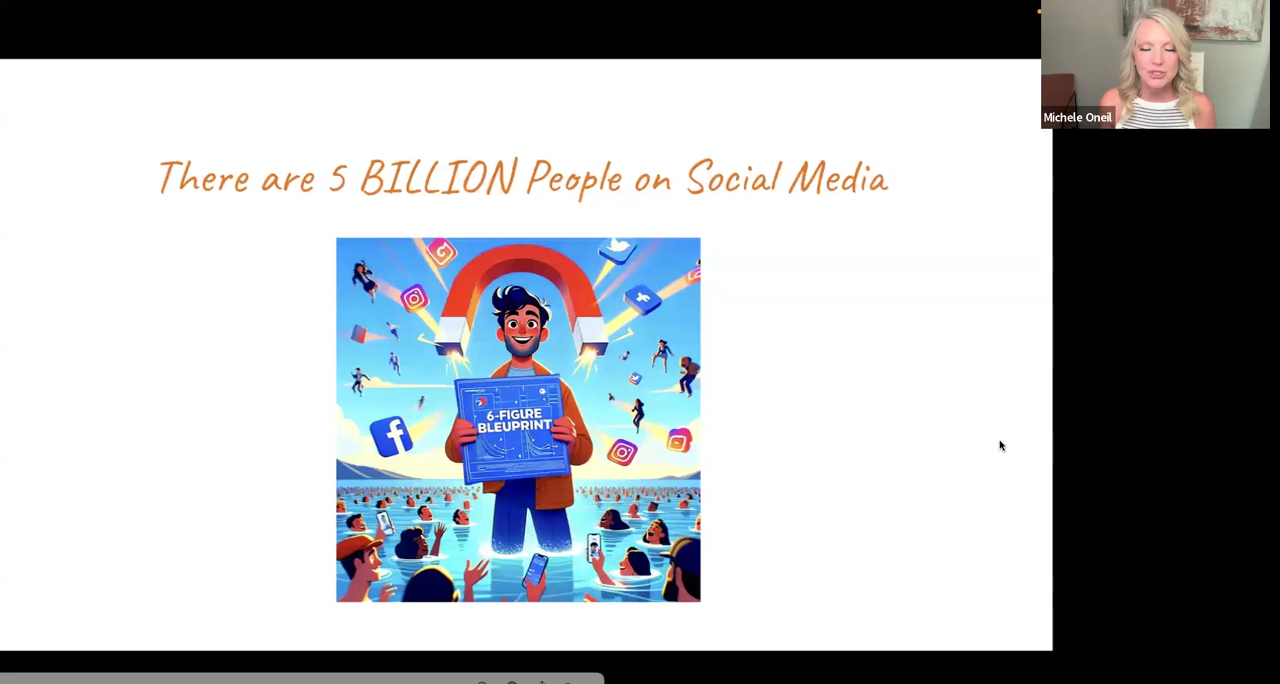 Michele Oneil
There are 5 BILLION People on Social Media
6-FIGURE
BLEUPRINT